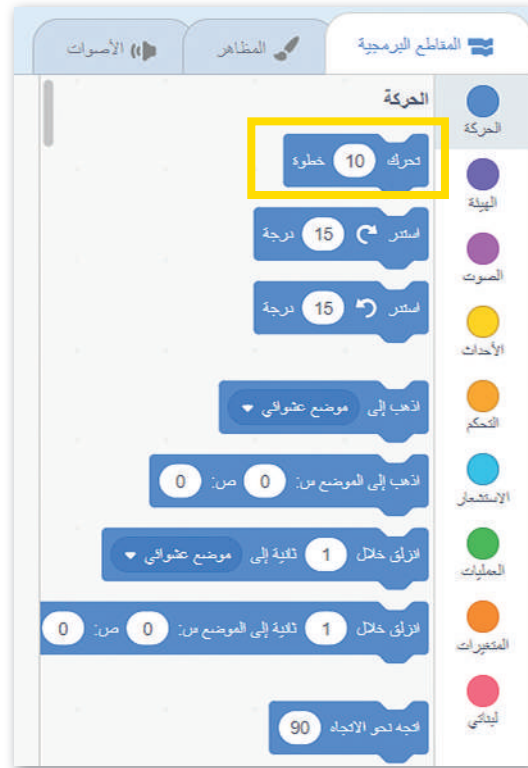 المقاطع البرمجية
المظاهر
الأصوات
الحركة
الحركة
الهيئة
الصوت
الأحداث
التحكم
الاستشعار
العمليات
المتغيرات
لبناتي
تحرك 10 خطوة
استدر 15 درجة
استدر 15 درجة
اذهب إلى موضع عشوائي
اذهب إلى الموضع س: 0 ص: 0
انزلق خلال 1 ثانية إلى موضع عشوائي
انزلق خلال 1 ثانية إلى الموضع س: 0 ص: 0
اتجه نحو الاتجاه 90